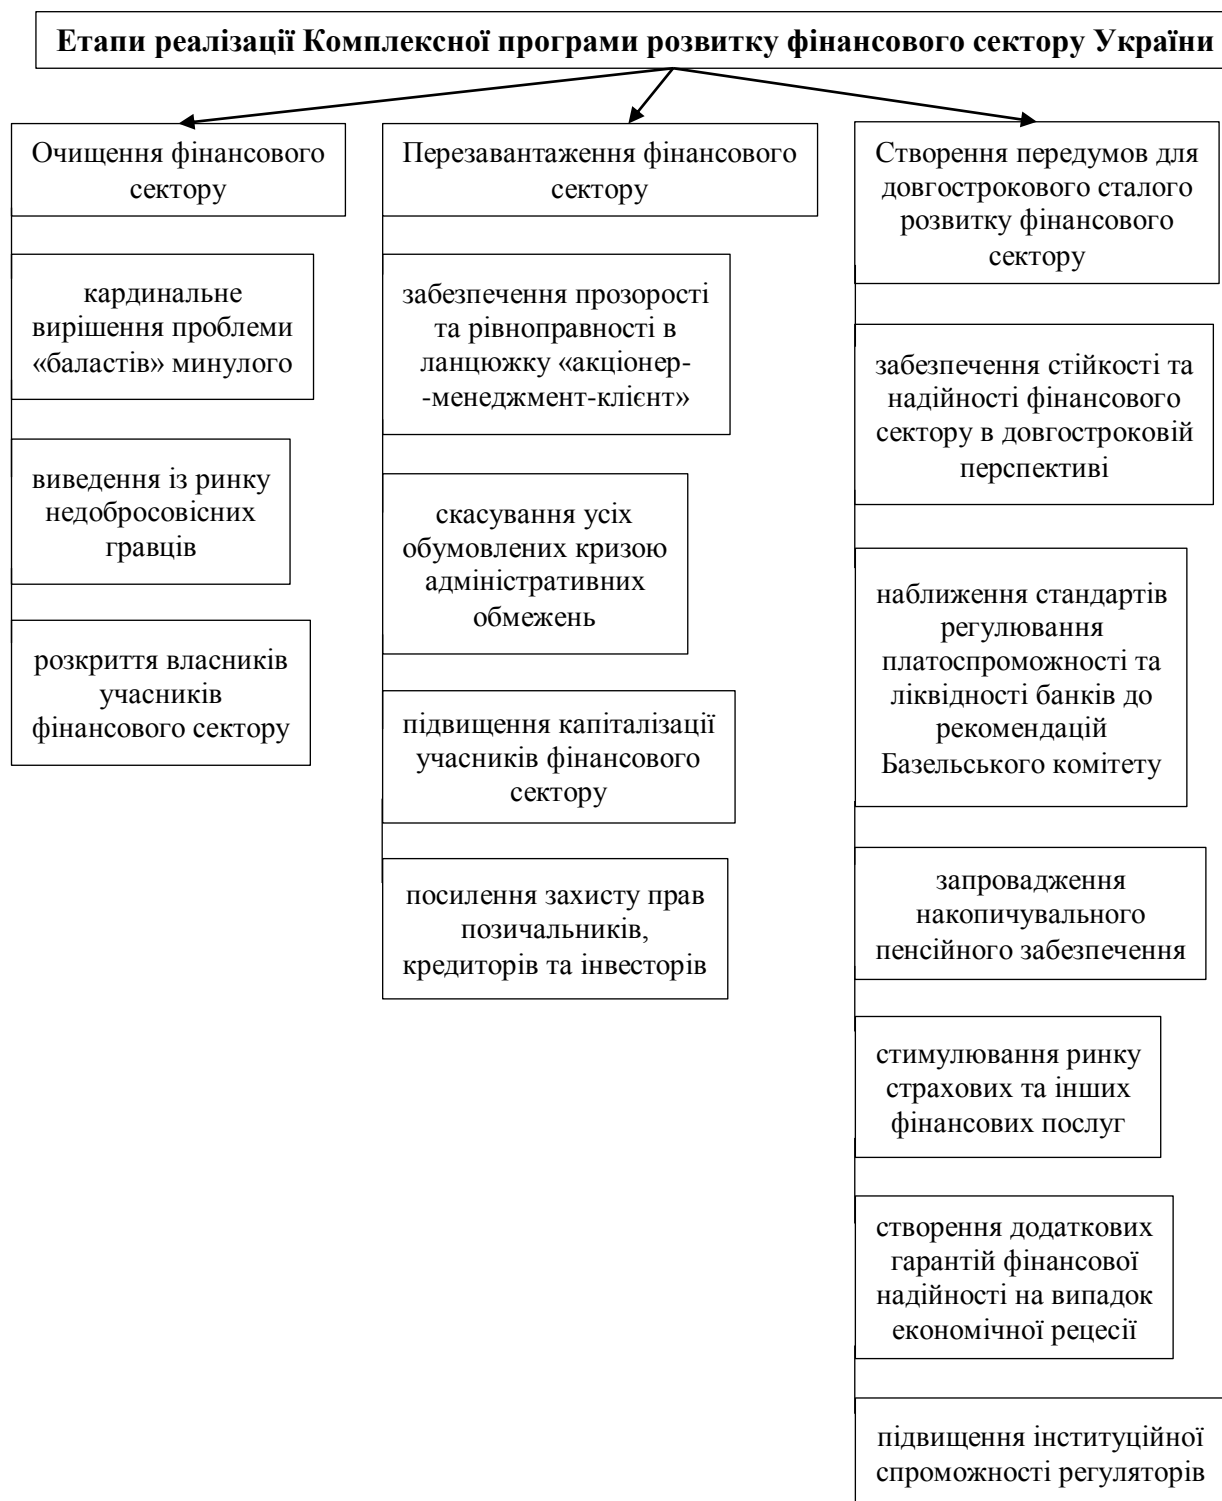 Етапи реалізації Комплексної програми розвитку фінансового сектору України
Очищення фінансового
сектору
кардинальне
вирішення проблеми
«баластів» минулого
виведення із ринку
недобросовісних
гравців
розкриття власників
учасників
фінансового сектору
Перезавантаження фінансового
сектору
забезпечення прозорості
та рівноправності в
ланцюжку «акціонер-
-менеджмент-клієнт»
скасування усіх
обумовлених кризою
адміністративних
обмежень
підвищення капіталізації
учасників фінансового
сектору
посилення захисту прав
позичальників,
кредиторів та інвесторів
Створення передумов для
довгострокового сталого
розвитку фінансового
сектору
забезпечення стійкості та
надійності фінансового
сектору в довгостроковій
перспективі
наближення стандартів
регулювання
платоспроможності та
ліквідності банків до
рекомендацій
Базельського комітету
запровадження
накопичувального
пенсійного забезпечення
стимулювання ринку
страхових та інших
фінансових послуг
створення додаткових
гарантій фінансової
надійності на випадок
економічної рецесії
підвищення інституційної
спроможності регуляторів